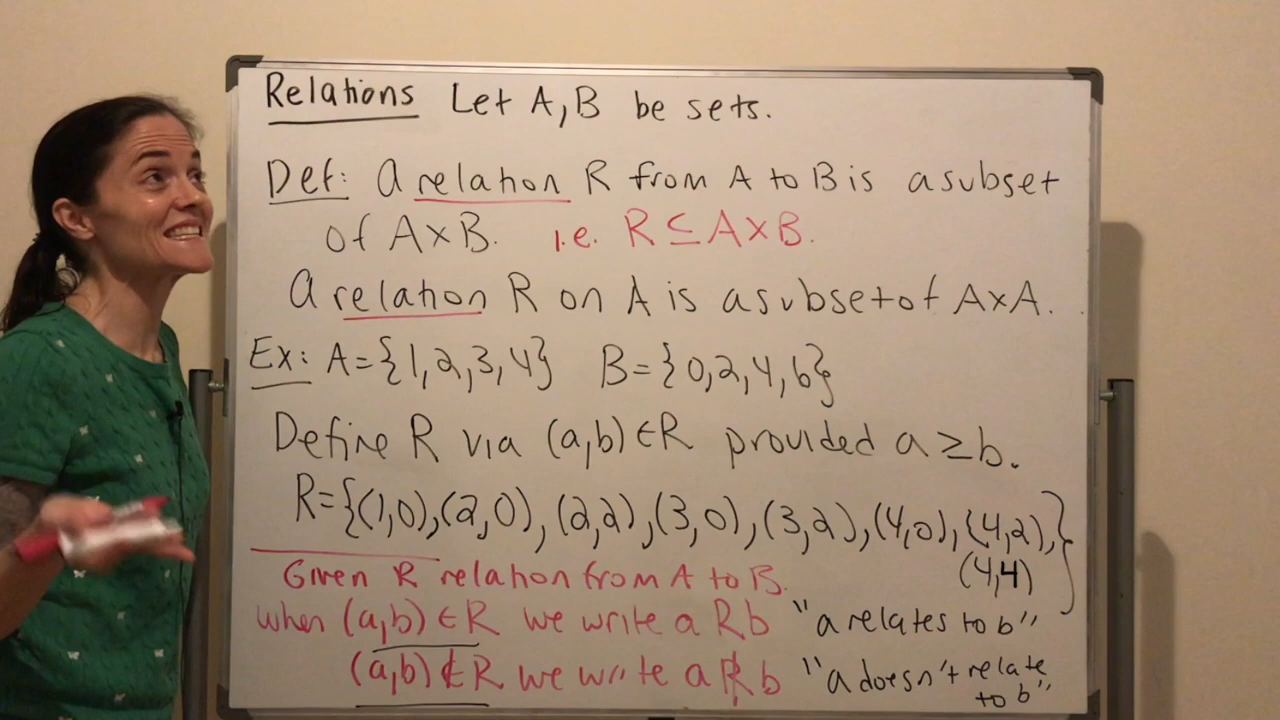 Relations Let A,B be sets.
Def: A relation R from A to B is a subset
of A×B. i.e. R⊆A×B.
A relation R on A is a subset of A×A.
Ex: A={1,2,3,4} B={0,2,4,6}
Define R via (a,b)∈R provided a≥b.
R={(1,0),(2,0),(2,2),(3,0),(3,2),(4,0),(4,2),
(4,4)}
Given R relation from A to B.
when (a,b)∈R we write a R b "a relates to b"
(a,b)∉R we write a R̸ b "a doesn't relate
to b"